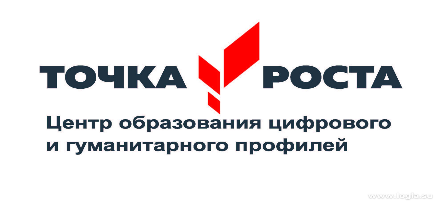 ТОЧКА РОСТА
Центр образования цифрового
и гуманитарного профилей